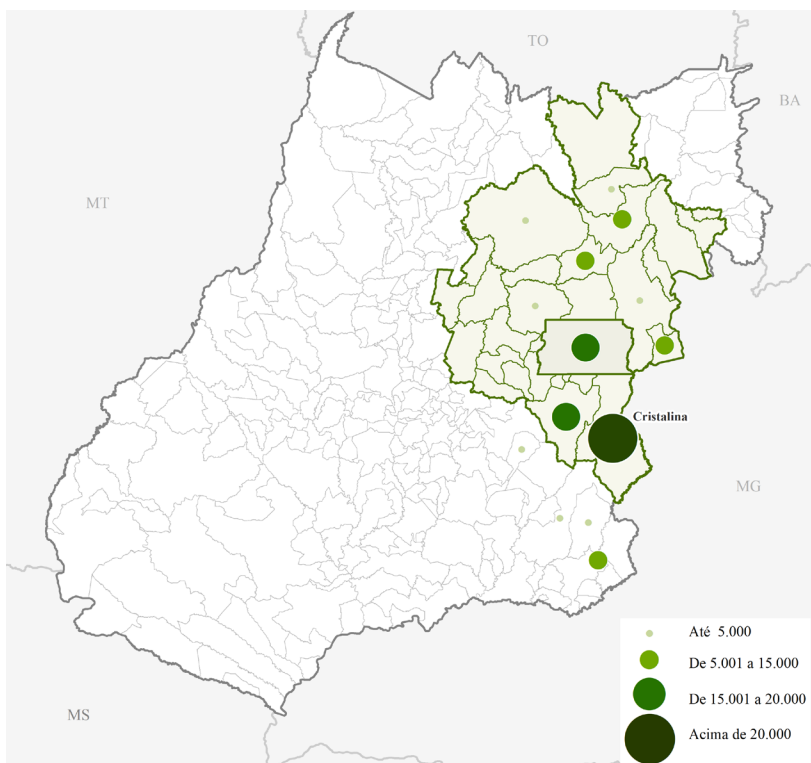 TO
BA
MT
Cristalina
MG
Até 5.000
De 5.001 a 15.000
De 15.001 a 20.000
Acima de 20.000
MS